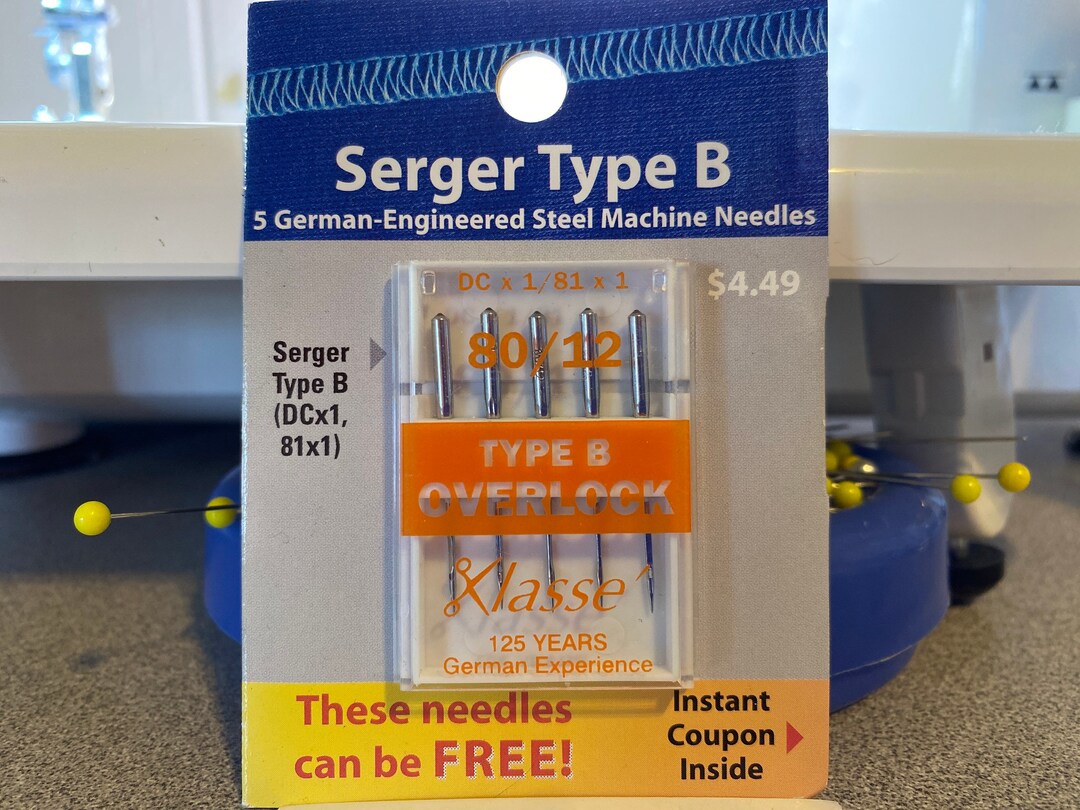 Serger Type B
5 German-Engineered Steel Machine Needles
$4.49
DC x 1/81 x 1
80/12
Serger
Type B
(DCx1,
81x1)
TYPE B
OVERLOCK
Klassé
125 YEARS
German Experience
These needles
can be FREE!
Instant
Coupon
Inside